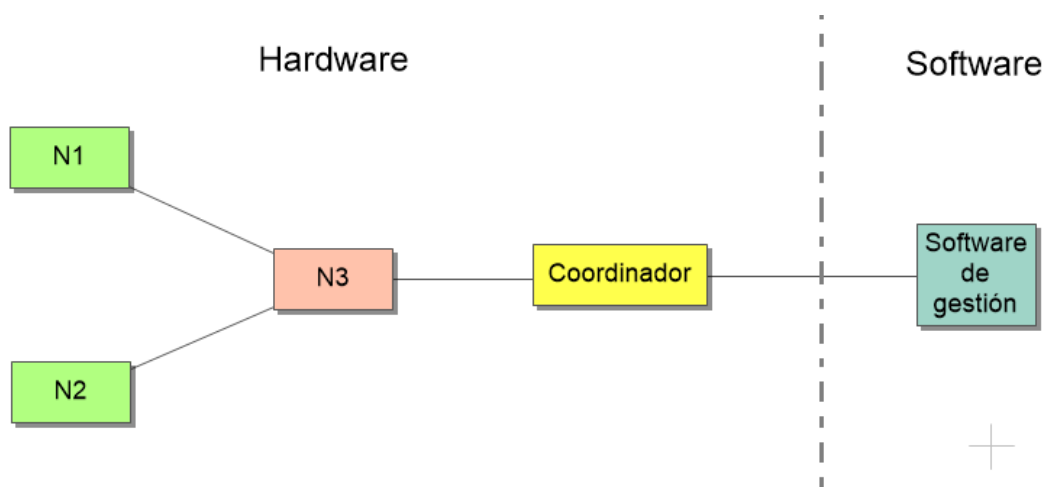 Hardware
Software
N1
N3
Coordinador
Software
de
gestión
N2